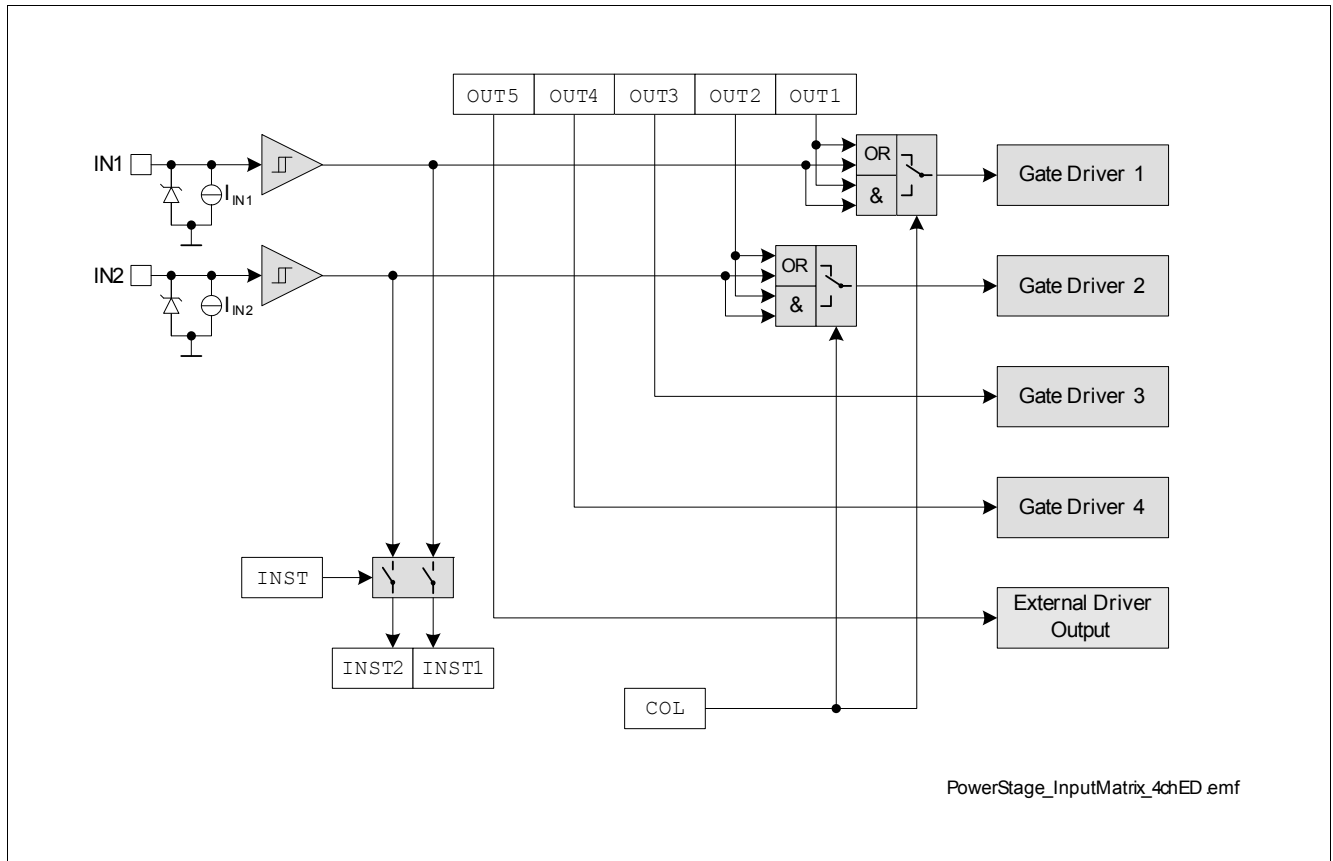 OUT5 OUT4 OUT3 OUT2 OUT1
IN1
I IN1
OR
&
Gate Driver 1
IN2
I IN2
OR
&
Gate Driver 2
Gate Driver 3
Gate Driver 4
INST
External Driver
Output
INST2 INST1
COL
PowerStage_InputMatrix_4chED.emf